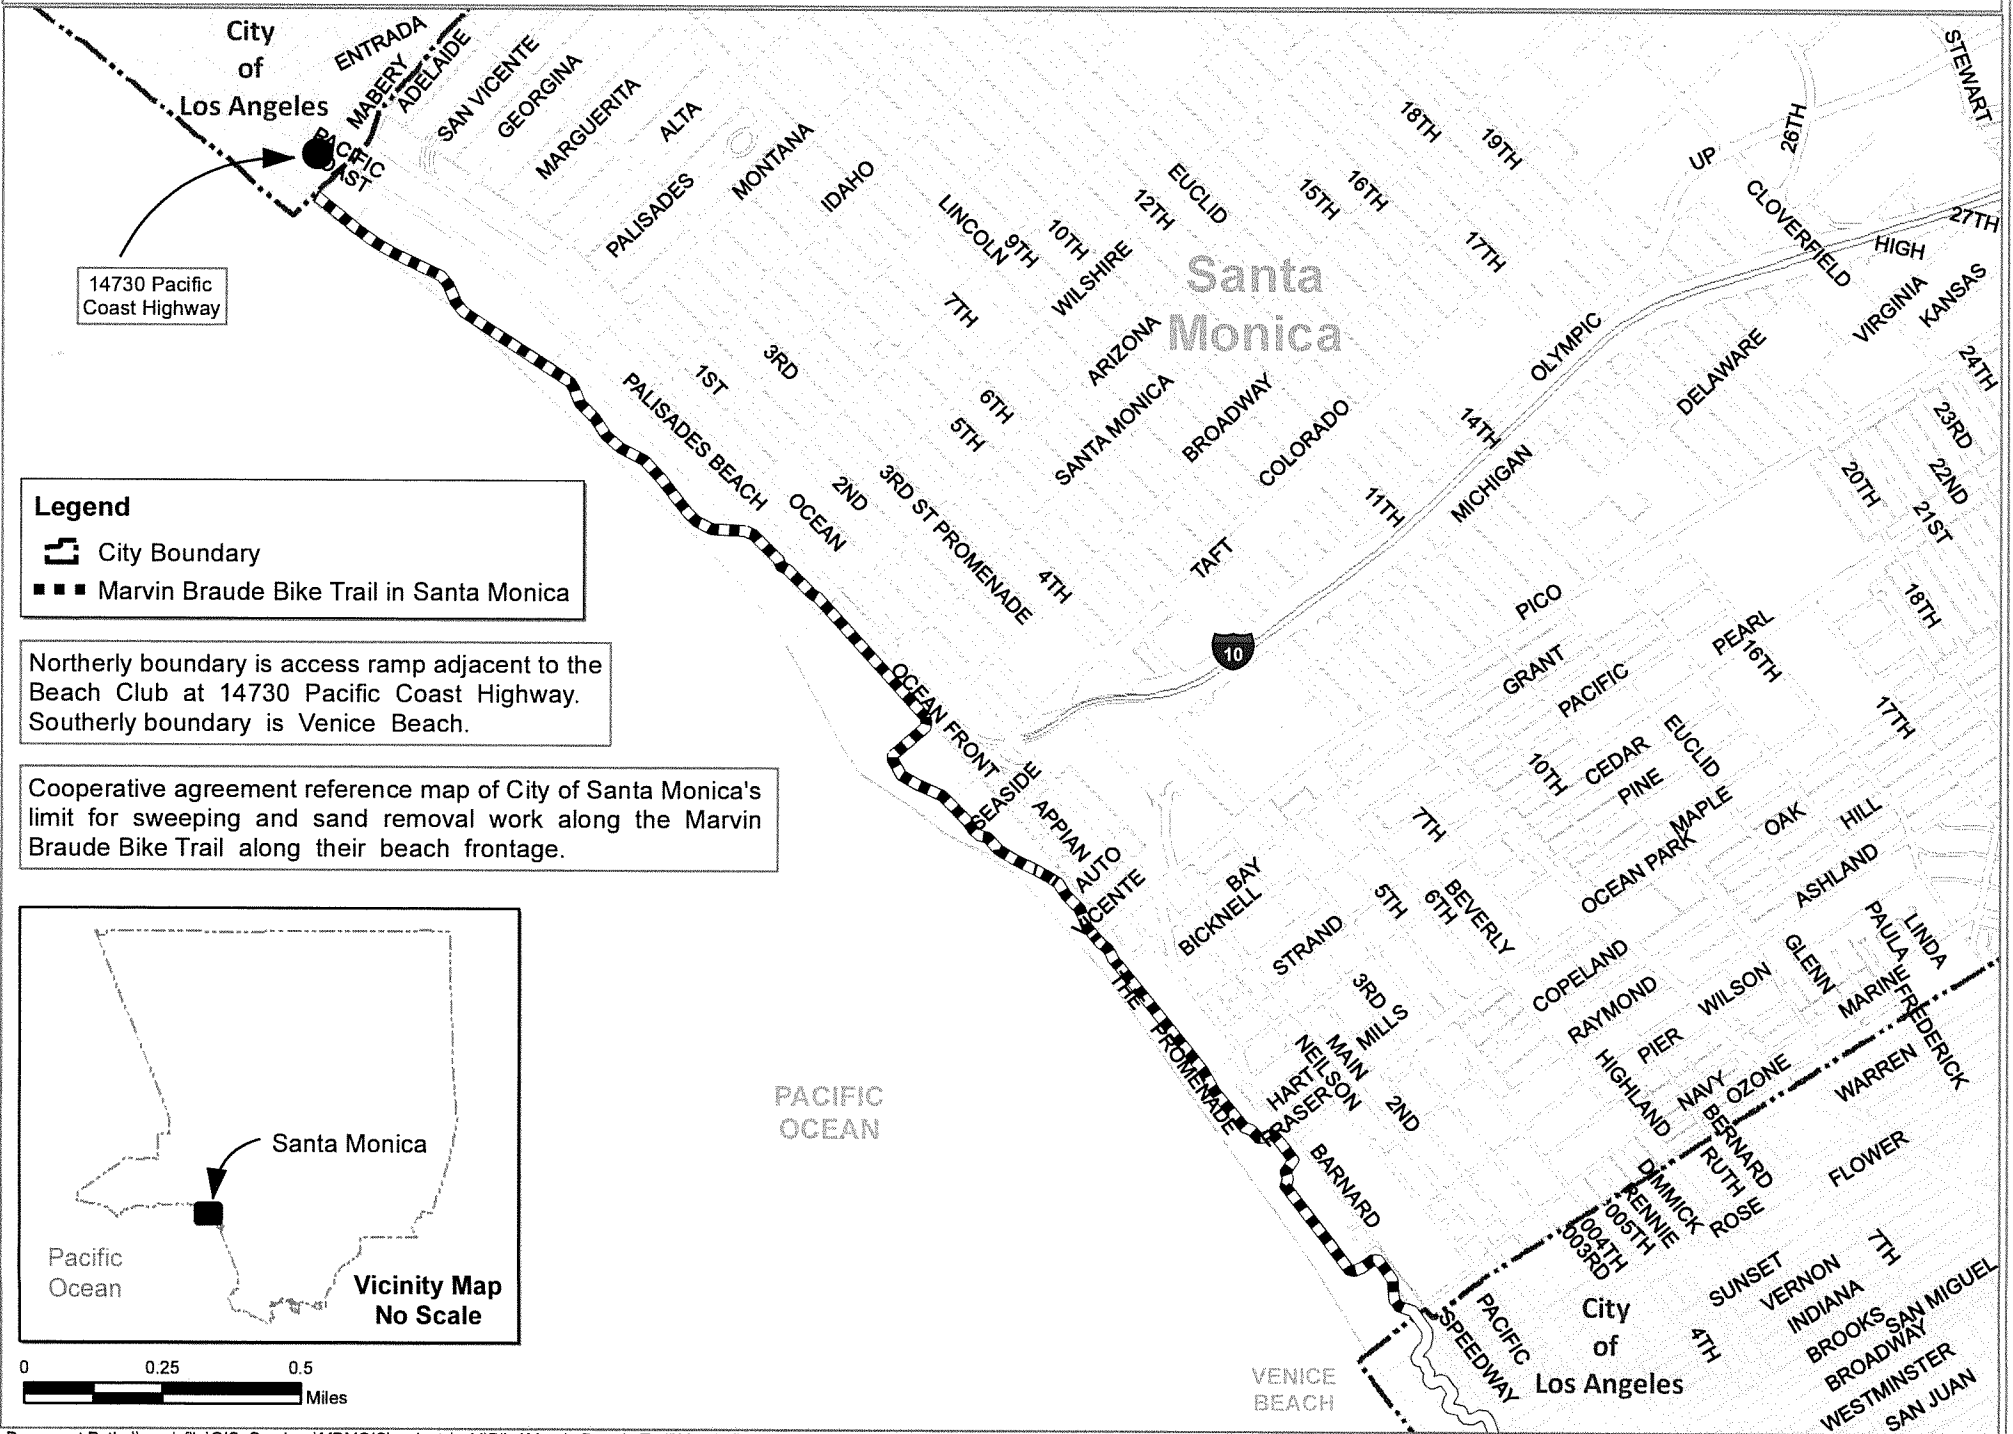 City
of
Los Angeles
ENTRADA
MABERY
ADELAIDE
SAN VICENTE
GEORGINA
MARGUERITA
ALTA
PALISADES
MONTANA
IDAHO
LINCOLN
9TH
10TH
WILSHIRE
12TH
EUCLID
15TH
16TH
18TH
19TH
17TH
UP
26TH
STEWART
CLOVERFIELD
27TH
HIGH
VIRGINIA
KANSAS
24TH
PACIFIC
COAST
14730 Pacific
Coast Highway
Santa
Monica
7TH
ARIZONA
OLYMPIC
DELAWARE
1ST
3RD
PALISADES BEACH
6TH
5TH
SANTA MONICA
BROADWAY
COLORADO
14TH
MICHIGAN
11TH
23RD
22ND
21ST
20TH
18TH
OCEAN
2ND
3RD ST PROMENADE
4TH
TAFT
10
PICO
PEARL
16TH
GRANT
PACIFIC
17TH
Legend
City Boundary
Marvin Braude Bike Trail in Santa Monica
Northerly boundary is access ramp adjacent to the
Beach Club at 14730 Pacific Coast Highway.
Southerly boundary is Venice Beach.
Cooperative agreement reference map of City of Santa Monica's
limit for sweeping and sand removal work along the Marvin
Braude Bike Trail along their beach frontage.
OCEAN FRONT
SEASIDE
APPIAN
AUTO
VICENTE
10TH
CEDAR
EUCLID
PINE
MAPLE
OAK
HILL
7TH
OCEAN PARK
ASHLAND
BAY
BICKNELL
STRAND
5TH
6TH
BEVERLY
COPELAND
RAYMOND
WILSON
GLENN
PAULA
LINDA
MARINE
FREDERICK
THE PROMENADE
3RD
MILLS
MAIN
NEILSON
HART
FRASER
2ND
PIER
HIGHLAND
NAVY
OZONE
WARREN
BERNARD
BARNARD
DIMMICK
RUTH E
RENNIE
ROSE
FLOWER
005TH
004TH
003RD
PACIFIC
OCEAN
Santa Monica
Pacific
Ocean
Vicinity Map
No Scale
0 0.25 0.5
Miles
VENICE
BEACH
SPEEDWAY
PACIFIC
City
of
Los Angeles
SUNSET
VERNON
INDIANA
7TH
4TH
BROOKS
SAN MIGUEL
BROADWAY
WESTMINSTER
SAN JUAN